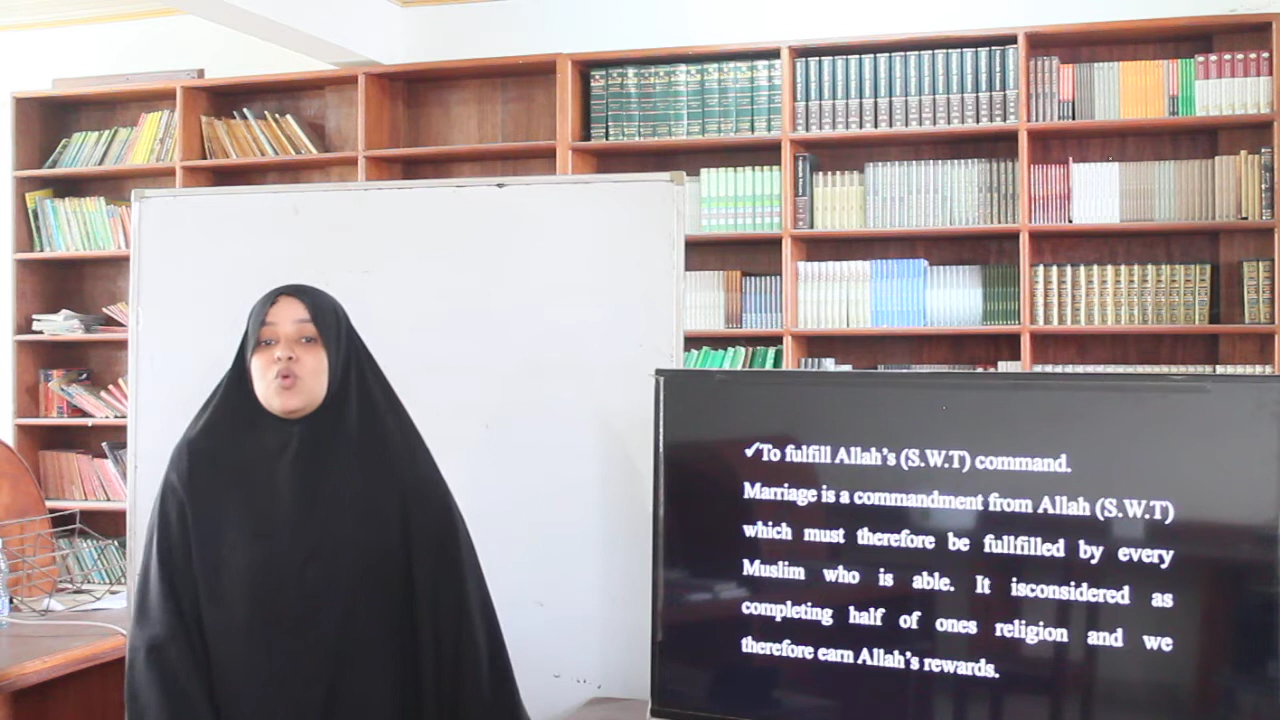 ✓To fulfill Allah's (S.W.T) command.
Marriage is a commandment from Allah (S.W.T)
which must therefore be fullfilled by every
Muslim who is able. It isconsidered as
completing half of ones religion and we
therefore earn Allah's rewards.